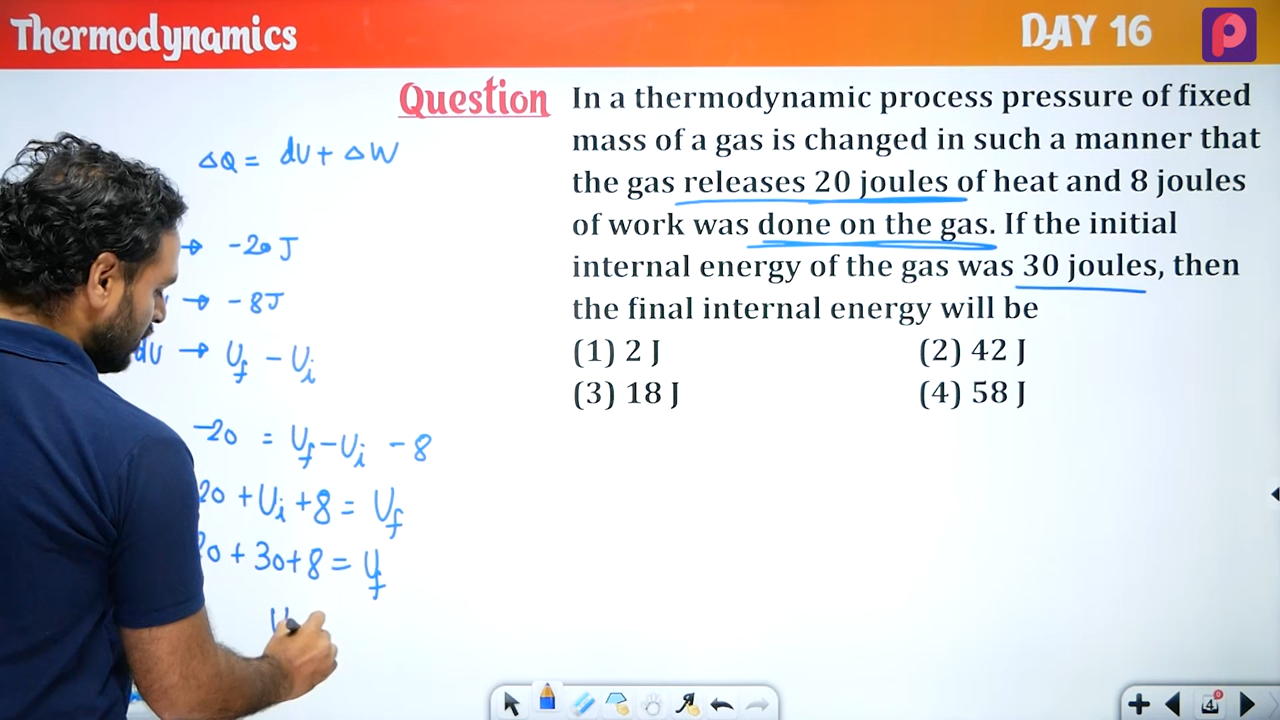 Thermodynamics
DAY 16
Question
In a thermodynamic process pressure of fixed
mass of a gas is changed in such a manner that
the gas releases 20 joules of heat and 8 joules
of work was done on the gas. If the initial
internal energy of the gas was 30 joules, then
the final internal energy will be
(1) 2 J (2) 42 J
(3) 18 J (4) 58 J
ΔQ = dU + ΔW
→ -20 J
→ -8J
dU → Uf - Ui
-20 = Uf - Ui - 8
20 + Ui + 8 = Uf
20 + 30 + 8 = Uf
U
4